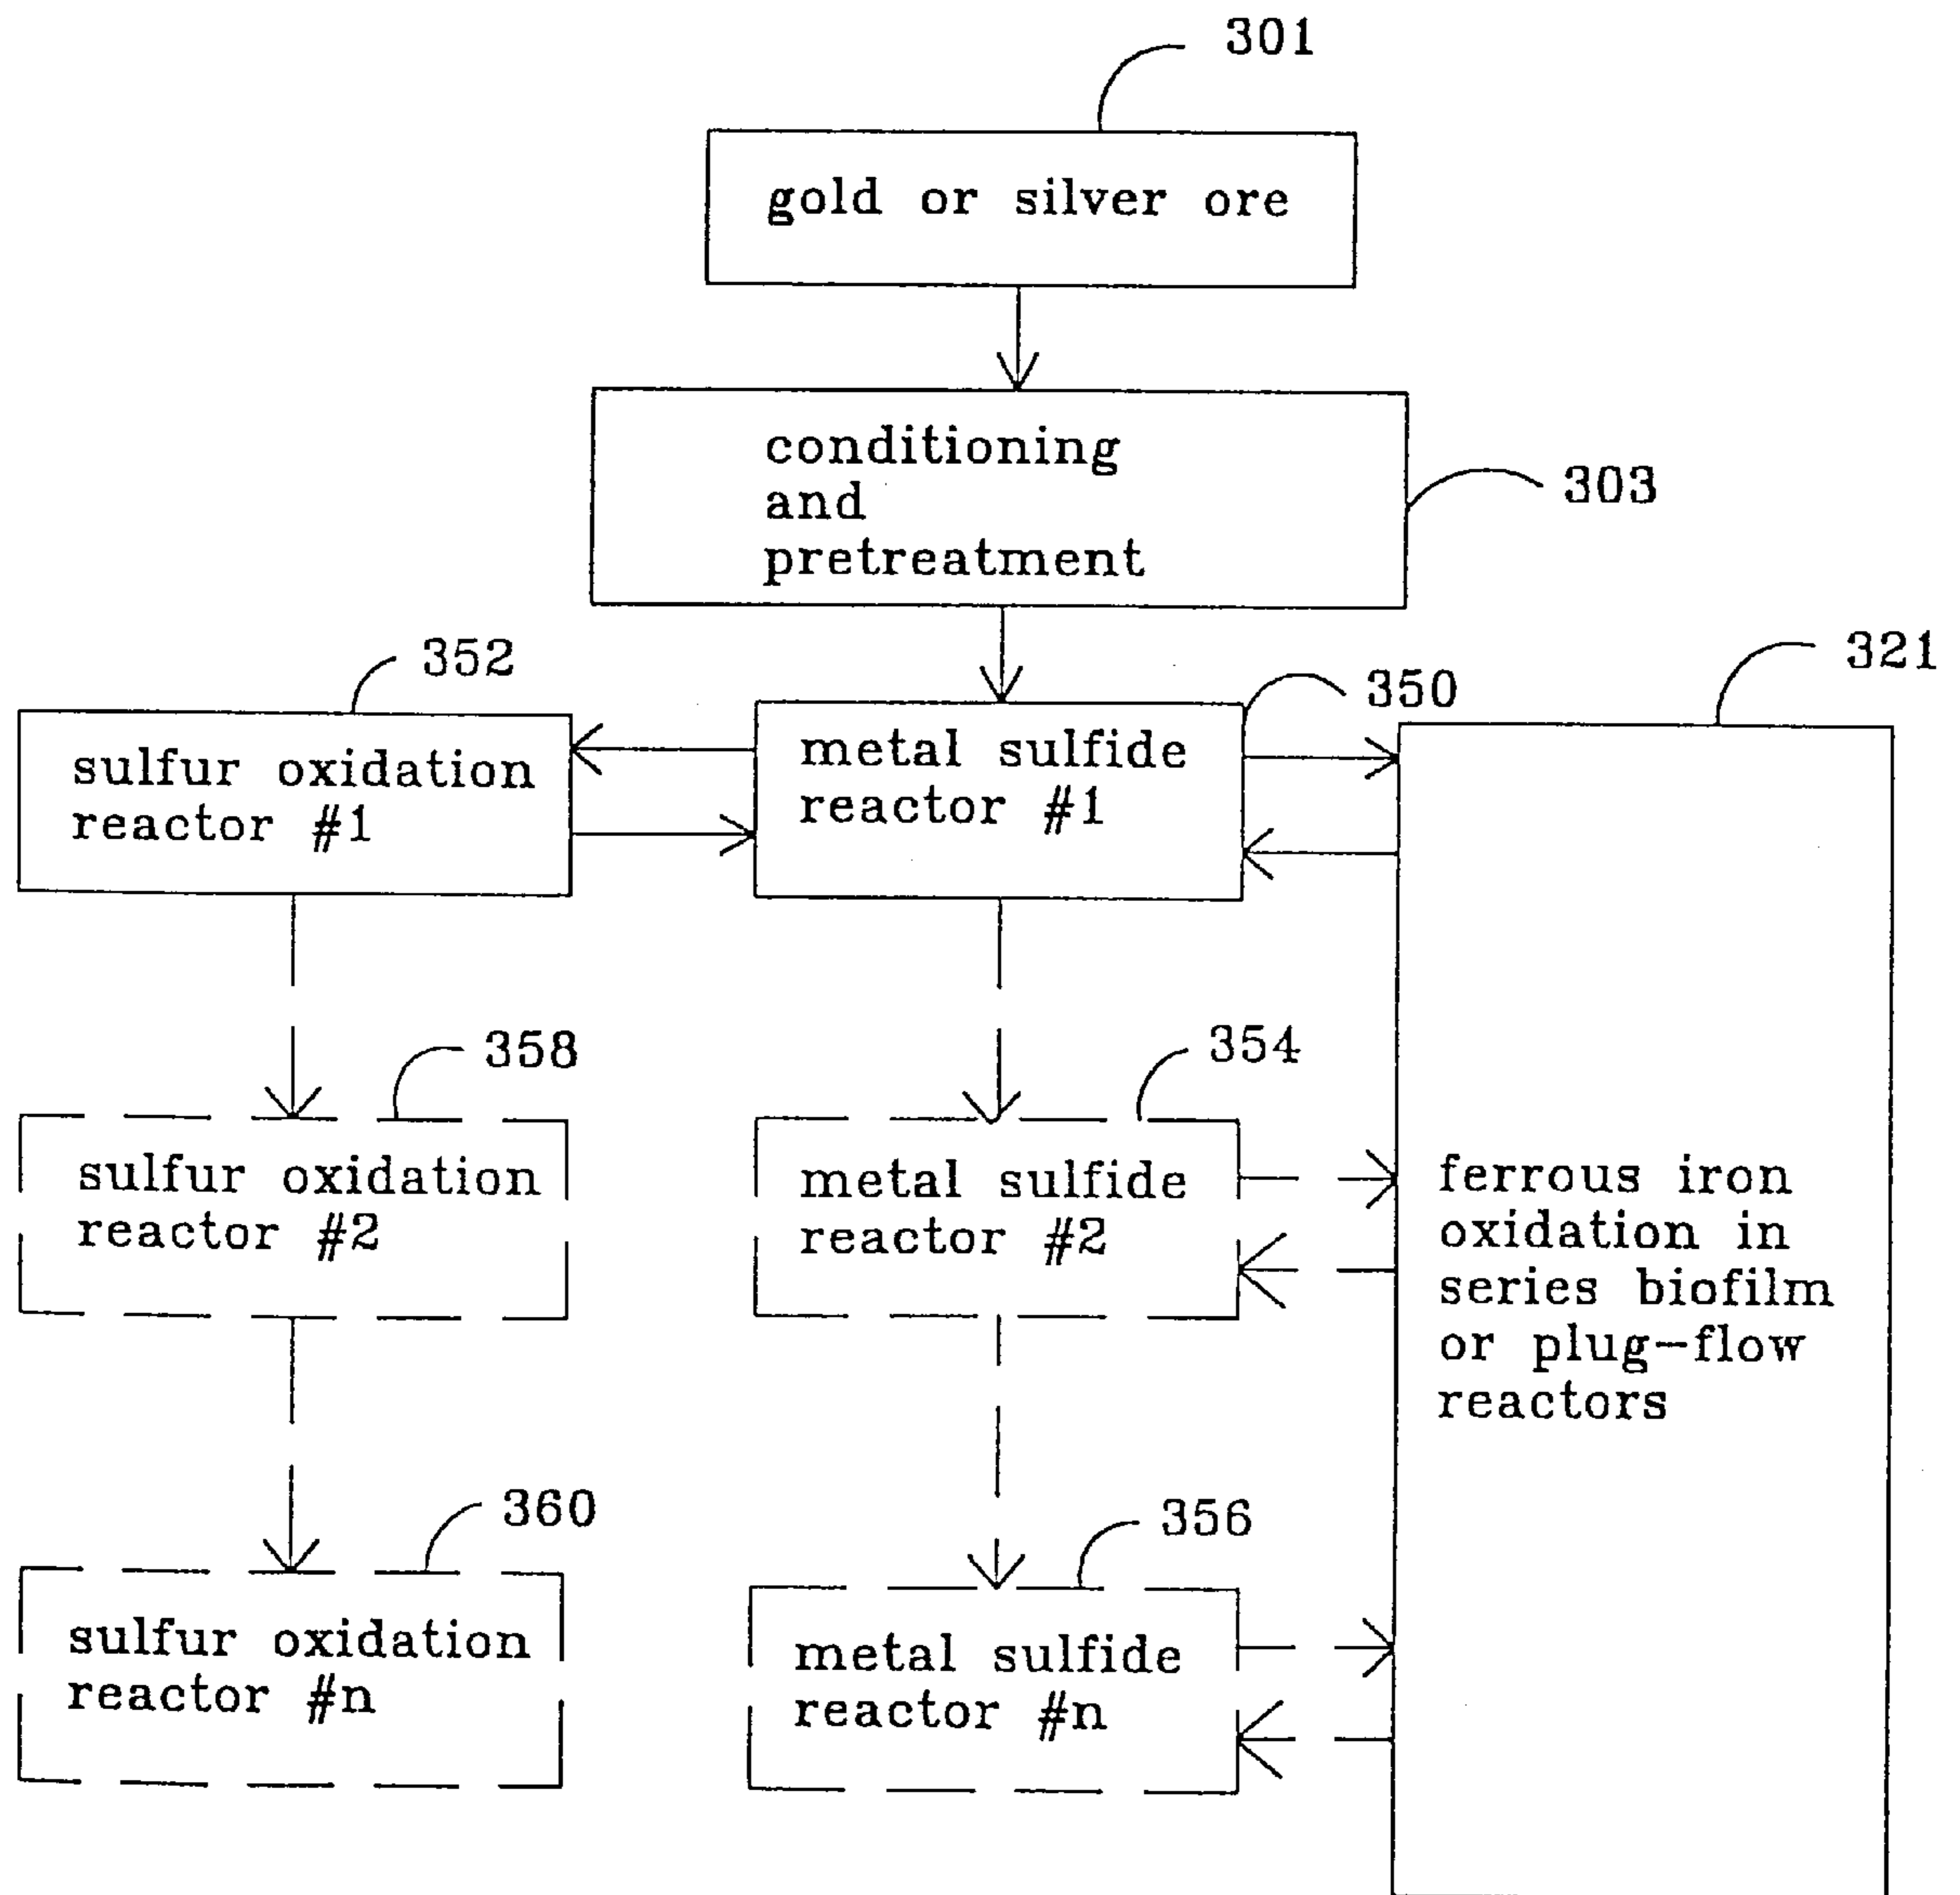 301
gold or silver ore
conditioning
and
pretreatment
303
352
350
321
sulfur oxidation
reactor #1
metal sulfide
reactor #1
358
354
sulfur oxidation
reactor #2
metal sulfide
reactor #2
ferrous iron
oxidation in
series biofilm
or plug-flow
reactors
360
356
sulfur oxidation
reactor #n
metal sulfide
reactor #n